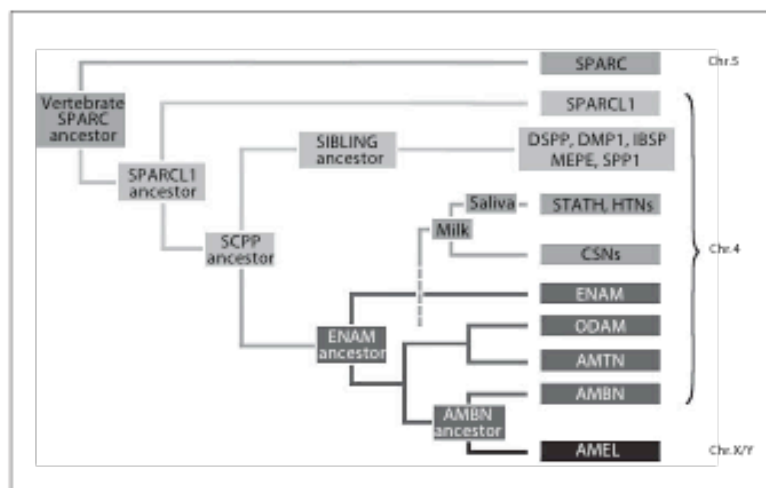 SPARC
Chr.5
Vertebrate
SPARC
ancestor
SPARCL1
SIBLING
ancestor
DSPP, DMP1, IBSP
MEPE, SPP1
SPARCL1
ancestor
Saliva
STATH, HTNs
Milk
SCPP
ancestor
CSNs
Chr.4
ENAM
ENAM
ancestor
ODAM
AMTN
AMBN
AMBN
ancestor
AMEL
Chr.X/Y